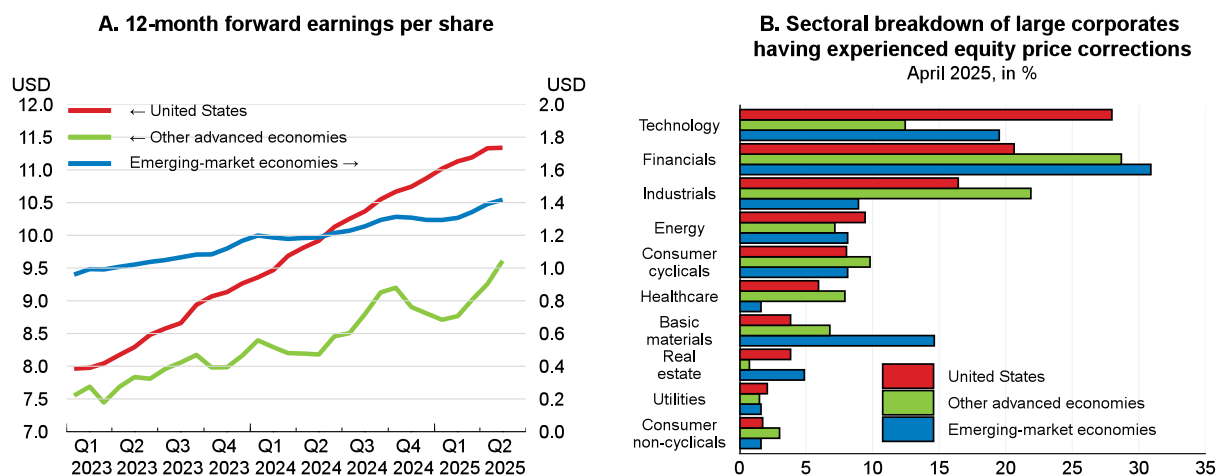 A. 12-month forward earnings per share
USD
USD
12.0
11.5
11.0
10.5
10.0
9.5
9.0
8.5
8.0
7.5
7.0
2.0
1.8
1.6
1.4
1.2
1.0
0.8
0.6
0.4
0.2
0.0
← United States
← Other advanced economies
Emerging-market economies →
Q1 Q2 Q3 Q4 Q1 Q2 Q3 Q4 Q1 Q2
2023 2023 2023 2023 2024 2024 2024 2024 2025 2025
B. Sectoral breakdown of large corporates
having experienced equity price corrections
April 2025, in %
Technology
Financials
Industrials
Energy
Consumer
cyclicals
Healthcare
Basic
materials
Real
estate
Utilities
Consumer
non-cyclicals
United States
Other advanced economies
Emerging-market economies
0 5 10 15 20 25 30 35